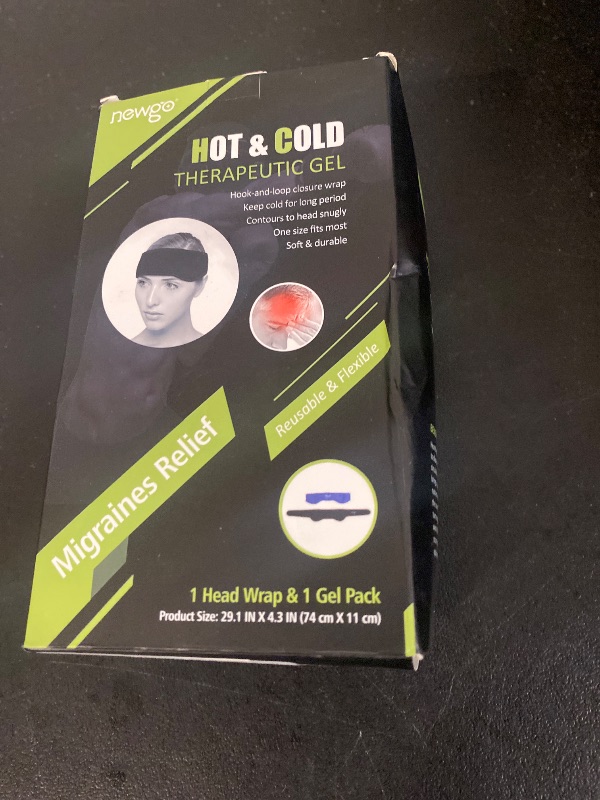 newgo
HOT & COLD
THERAPEUTIC GEL
Hook-and-loop closure wrap
Keep cold for long period
Contours to head snugly
One size fits most
Soft & durable
Reusable & Flexible
Migraines Relief
1 Head Wrap & 1 Gel Pack
Product Size: 29.1 IN X 4.3 IN (74 cm X 11 cm)